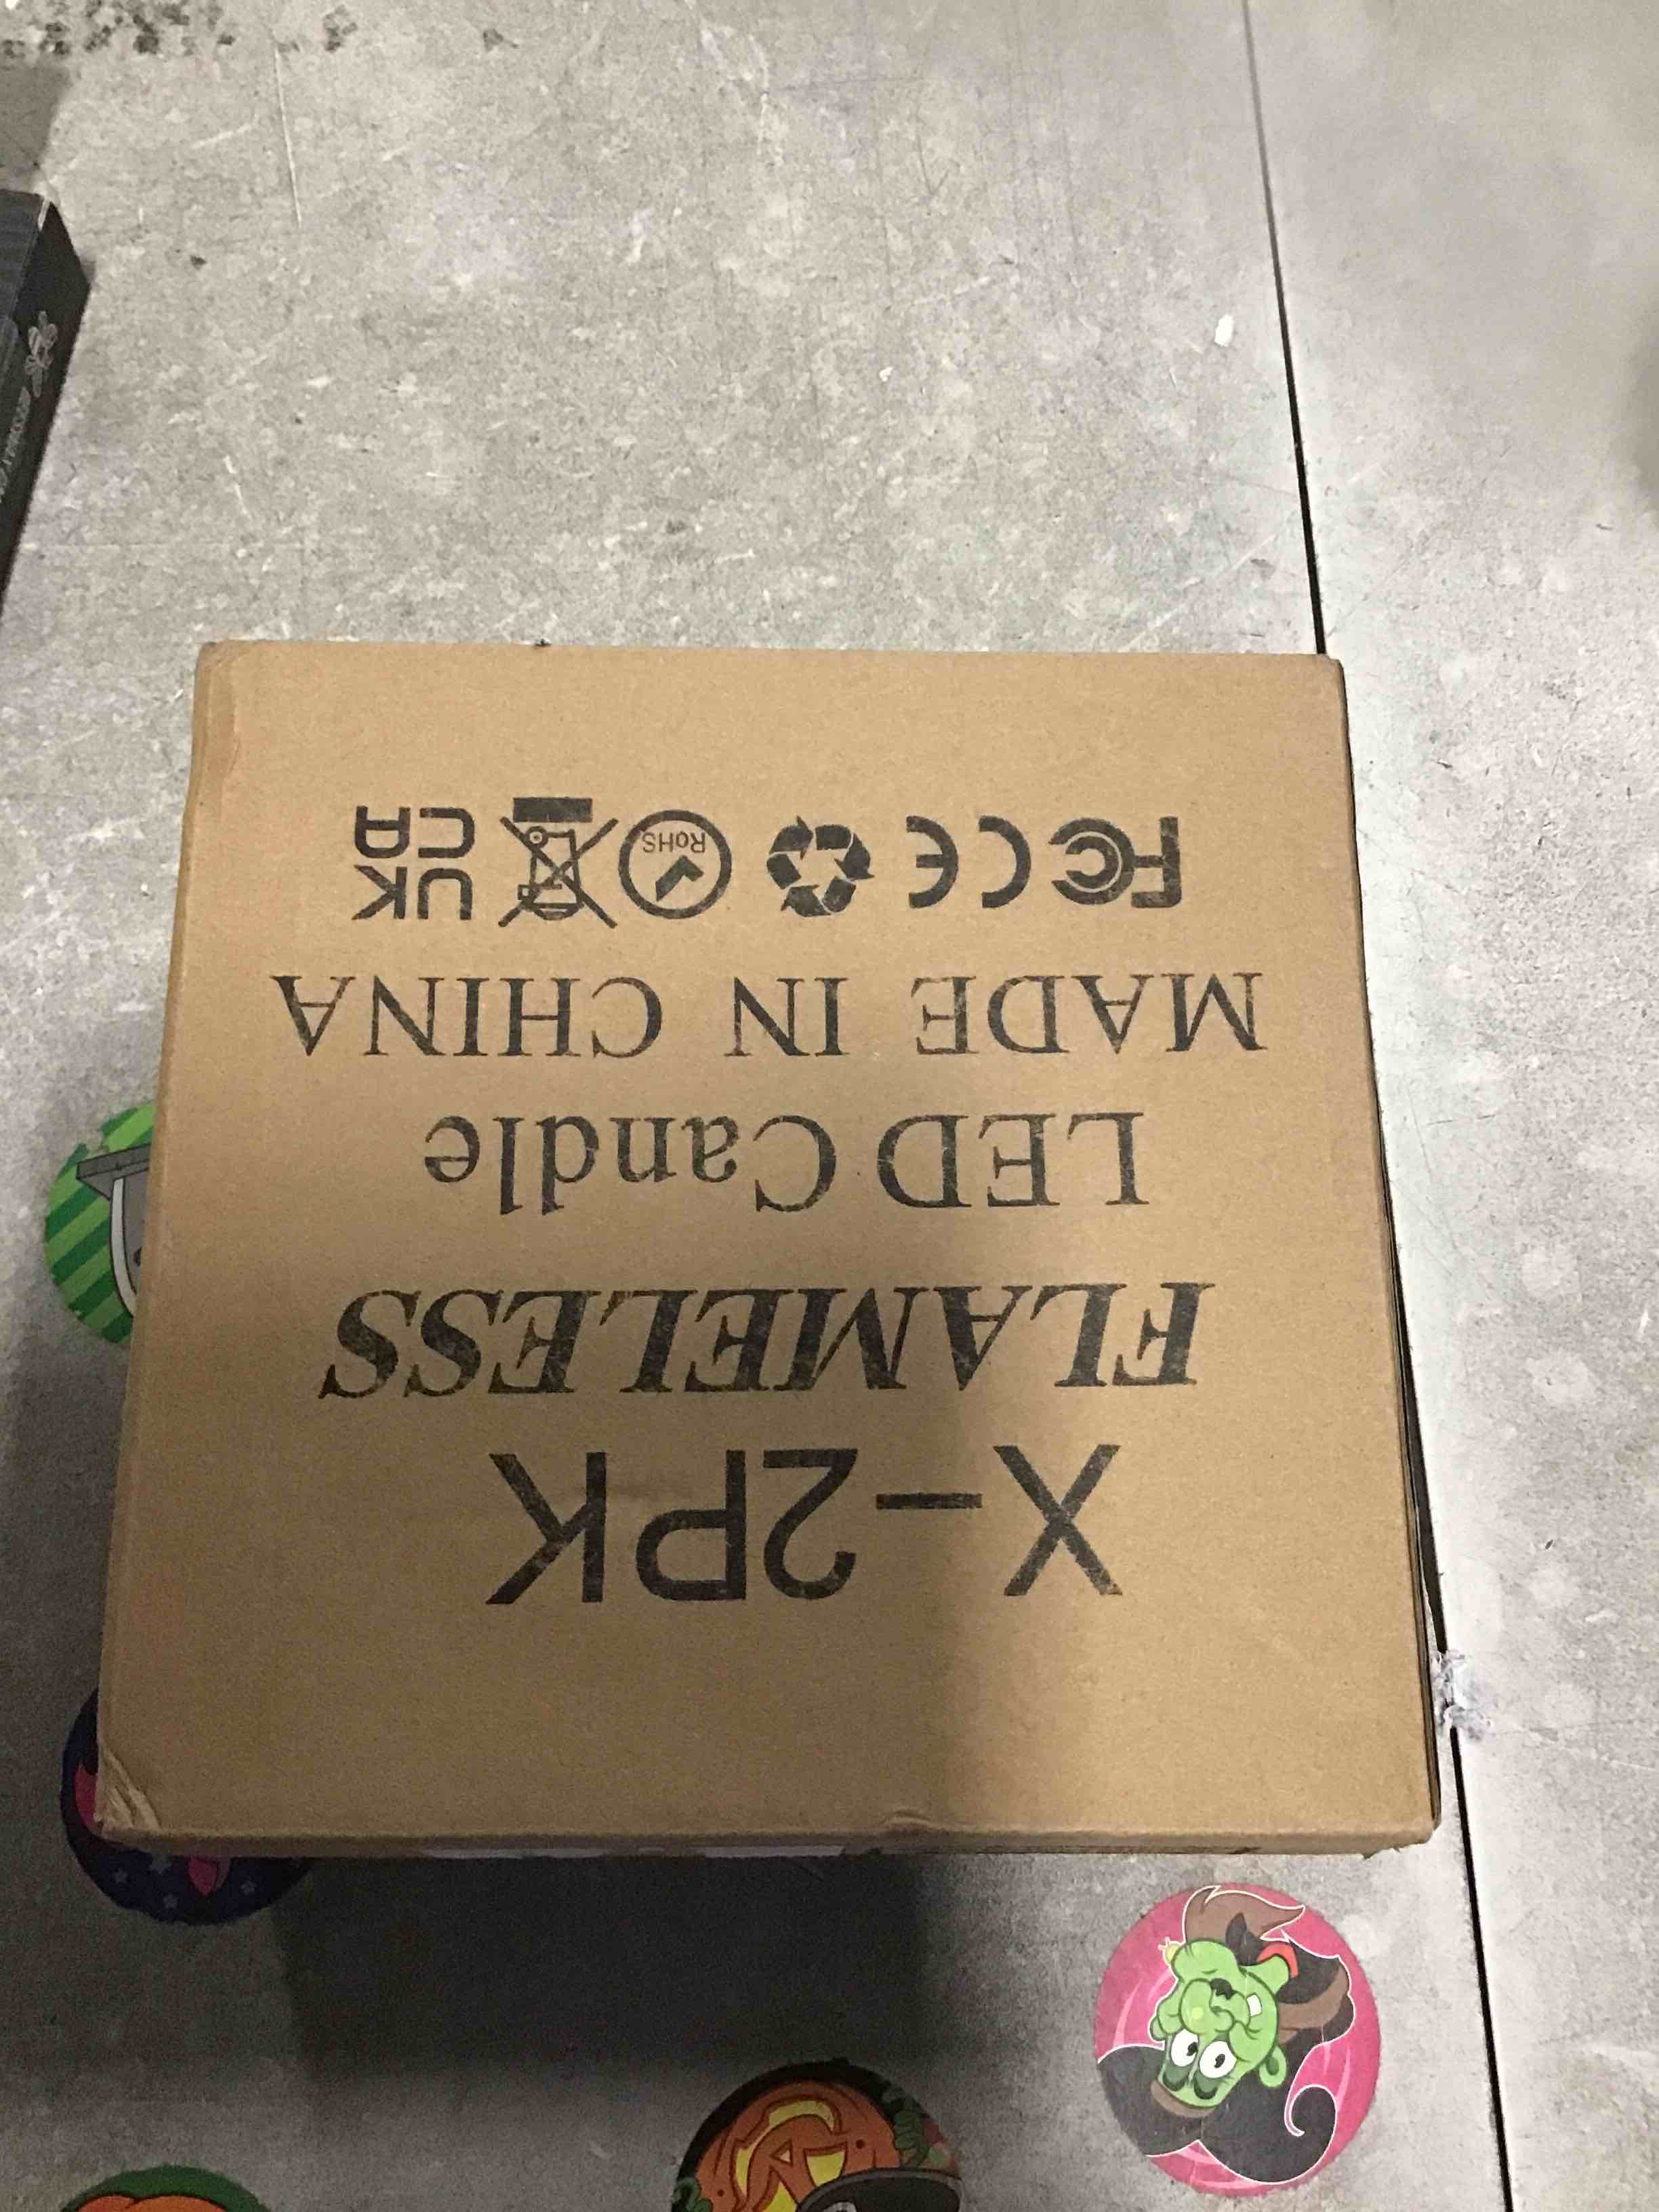 X-2PK
FLAMELESS
LED Candle
MADE IN CHINA
FC CE RoHS UK
CA